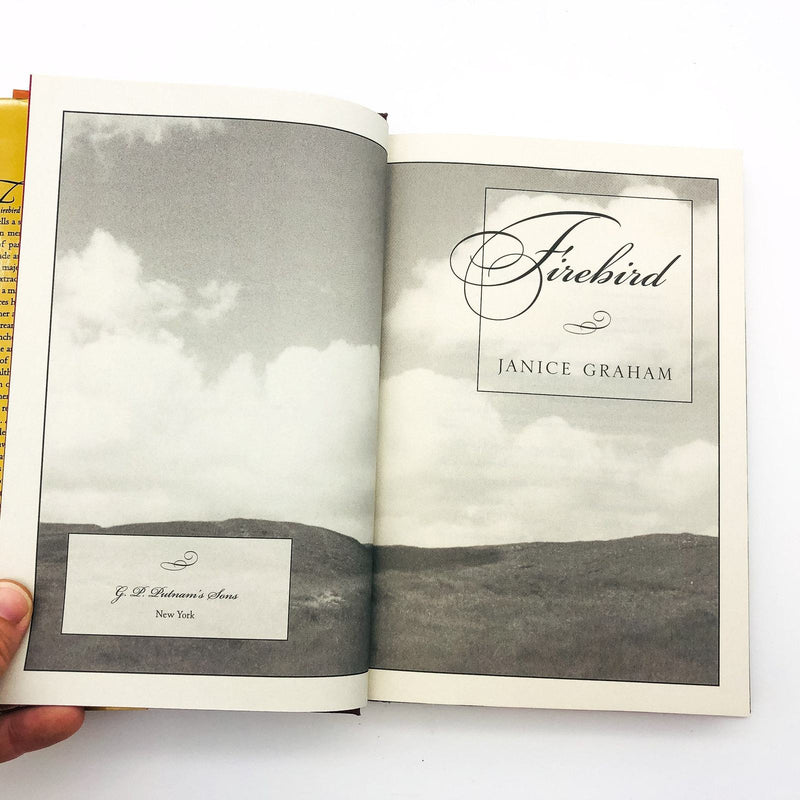 G. P. Putnam's Sons
New York
Firebird
JANICE GRAHAM